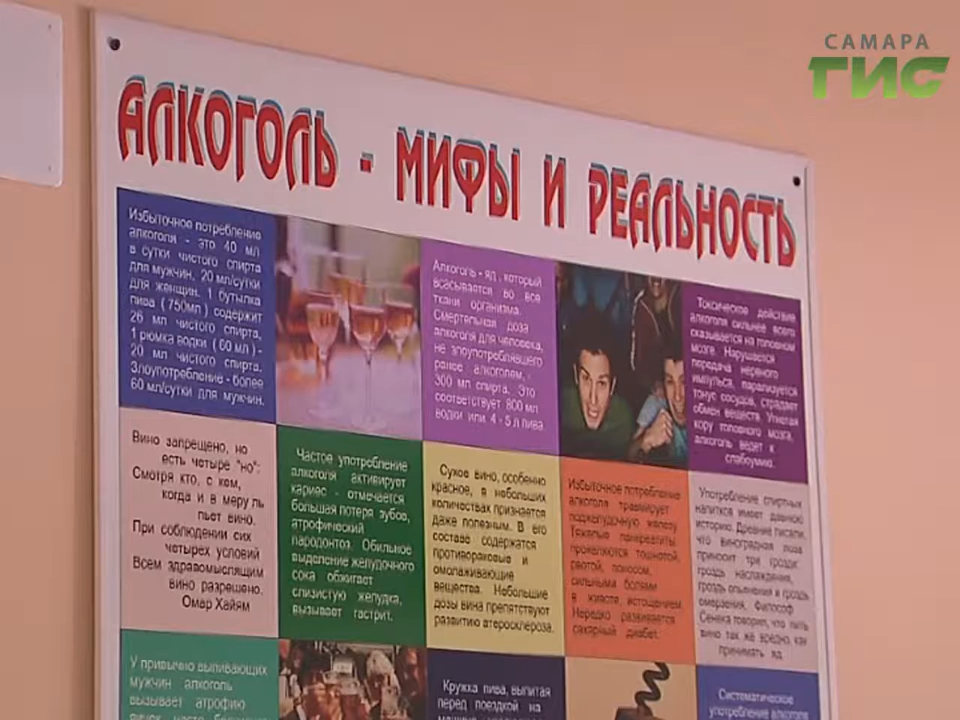 САМАРА
ГИС
АЛКОГОЛЬ - МИФЫ И РЕАЛЬНОСТЬ
Избыточное потребление
алкоголя - это 40 мл
в сутки чистого спирта
для мужчин, 20 мл/сутки
для женщин. 1 бутылка
пива (750мл) содержит
26 мл чистого спирта,
1 рюмка водки (60 мл) -
20 мл чистого спирта.
Злоупотребление - более
60 мл/сутки для мужчин.
Алкоголь - яд, который
всасывается во все
ткани организма.
Смертельная доза
алкоголя для человека,
не злоупотреблявшего
ранее алкоголем, -
300 мл спирта. Это
соответствует 800 мл
водки или 4 - 5 л пива.
Токсическое действие
алкоголя сильнее всего
сказывается на головном
мозге. Нарушается
передача нервного
импульса, парализуется
тонус сосудов, страдает
обмен веществ. Угнетая
кору головного мозга,
алкоголь ведет к
слабоумию.
Вино запрещено, но
есть четыре "но":
Смотря кто, с кем,
когда и в меру ль
пьет вино.
При соблюдении сих
четырех условий
Всем здравомыслящим
вино разрешено.
Омар Хайям
Частое употребление
алкоголя активирует
кариес - отмечается
большая потеря зубов,
атрофический
пародонтоз. Обильное
выделение желудочного
сока обжигает
слизистую желудка,
вызывает гастрит.
Сухое вино, особенно
красное, в небольших
количествах признается
даже полезным. В его
составе содержатся
противораковые и
омолаживающие
вещества. Небольшие
дозы вина препятствуют
развитию атеросклероза.
Избыточное потребление
алкоголя травмирует
поджелудочную железу.
Тяжелые панкреатиты
проявляются тошнотой,
рвотой, поносом,
сильными болями
в животе, истощением.
Нередко развивается
сахарный диабет.
Употребление спиртных
напитков имеет давнюю
историю. Древние писали,
что виноградная лоза
приносит три грозди:
гроздь наслаждения,
гроздь опьянения и гроздь
омерзения. Философ
Сенека говорил, что пить
вино так же вредно, как
принимать яд.
У привычно выпивающих
мужчин алкоголь
вызывает атрофию
Кружка пива, выпитая
перед поездкой на
Систематическое
употребление алкоголя